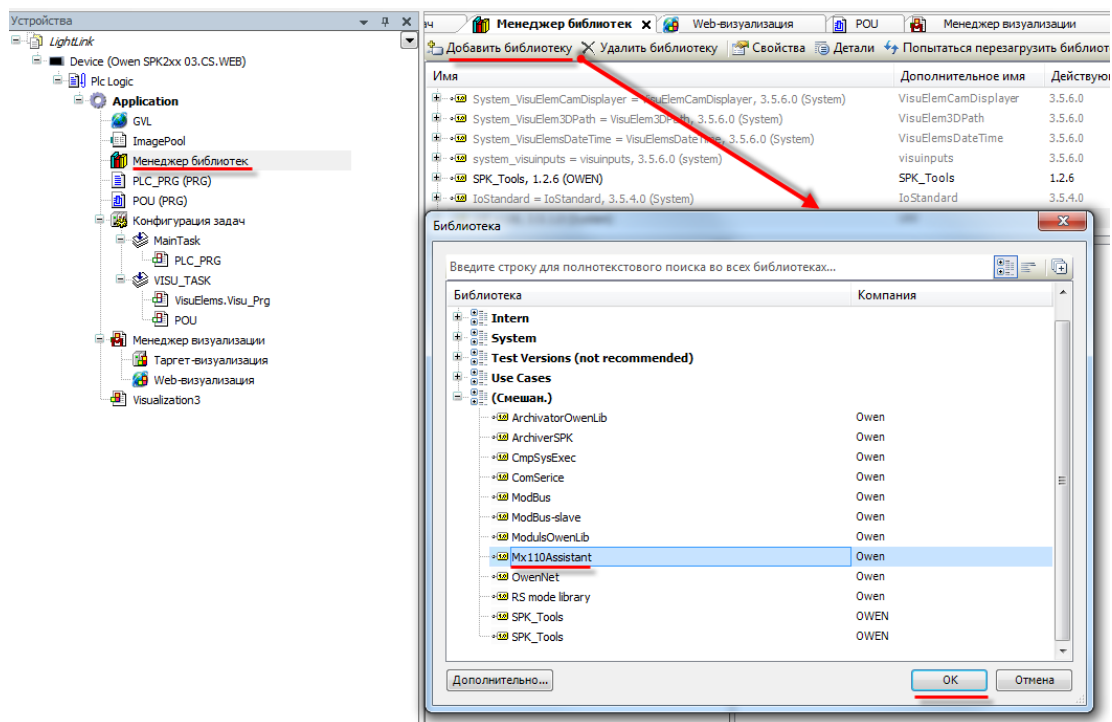 Устройства
LightLink
Device (Owen SPK2xx 03.CS.WEB)
Plc Logic
Application
GVL
ImagePool
Менеджер библиотек
PLC_PRG (PRG)
POU (PRG)
Конфигурация задач
MainTask
PLC_PRG
VISU_TASK
VisuElems.Visu_Prg
POU
Менеджер визуализации
Таргет-визуализация
Web-визуализация
Visualization3
Менеджер библиотек Web-визуализация POU Менеджер визуализации
Добавить библиотеку Удалить библиотеку Свойства Детали Попытаться перезагрузить библиот
Имя Дополнительное имя Действую
System_VisuElemCamDisplayer = VisuElemCamDisplayer, 3.5.6.0 (System) VisuElemCamDisplayer 3.5.6.0
System_VisuElem3DPath = VisuElem3DPath, 3.5.6.0 (System) VisuElem3DPath 3.5.6.0
System_VisuElemsDateTime = VisuElemsDateTime, 3.5.6.0 (System) VisuElemsDateTime 3.5.6.0
system_visuinputs = visuinputs, 3.5.6.0 (system) visuinputs 3.5.6.0
SPK_Tools, 1.2.6 (OWEN) SPK_Tools 1.2.6
IoStandard = IoStandard, 3.5.4.0 (System) IoStandard 3.5.4.0
Библиотека
Введите строку для полнотекстового поиска во всех библиотеках...
Библиотека Компания
Intern
System
Test Versions (not recommended)
Use Cases
(Смешан.)
ArchivatorOwenLib Owen
ArchiverSPK Owen
CmpSysExec Owen
ComSerice Owen
ModBus Owen
ModBus-slave Owen
ModulsOwenLib Owen
Mx110Assistant Owen
OwenNet Owen
RS mode library Owen
SPK_Tools OWEN
SPK_Tools OWEN
Дополнительно... OK Отмена